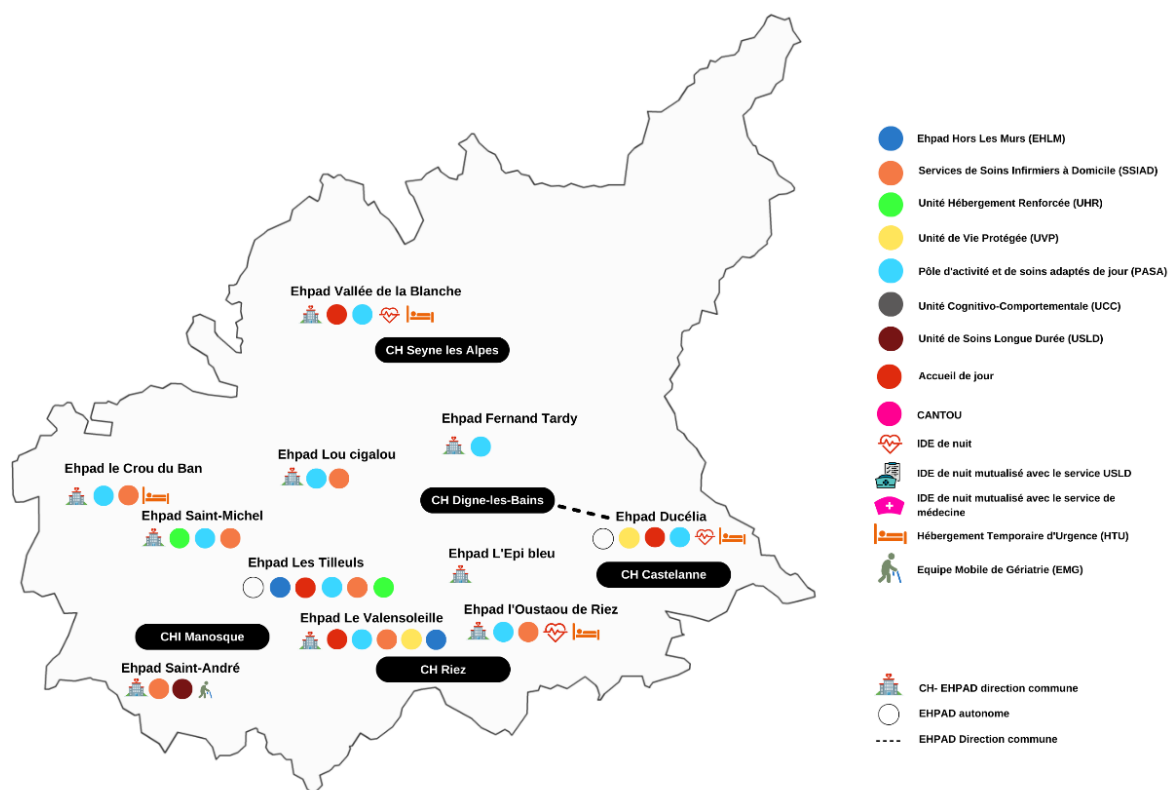 Ehpad Vallée de la Blanche
CH Seyne les Alpes
Ehpad Fernand Tardy
Ehpad Lou cigalou
Ehpad le Crou du Ban
CH Digne-les-Bains
Ehpad Saint-Michel
Ehpad Ducélia
Ehpad L'Epi bleu
Ehpad Les Tilleuls
CH Castelanne
Ehpad l'Oustaou de Riez
Ehpad Le Valensoleille
CHI Manosque
Ehpad Saint-André
CH Riez
Ehpad Hors Les Murs (EHLM)
Services de Soins Infirmiers à Domicile (SSIAD)
Unité Hébergement Renforcée (UHR)
Unité de Vie Protégée (UVP)
Pôle d'activité et de soins adaptés de jour (PASA)
Unité Cognitivo-Comportementale (UCC)
Unité de Soins Longue Durée (USLD)
Accueil de jour
CANTOU
IDE de nuit
IDE de nuit mutualisé avec le service USLD
IDE de nuit mutualisé avec le service de
médecine
Hébergement Temporaire d'Urgence (HTU)
Equipe Mobile de Gériatrie (EMG)
CH- EHPAD direction commune
EHPAD autonome
EHPAD Direction commune